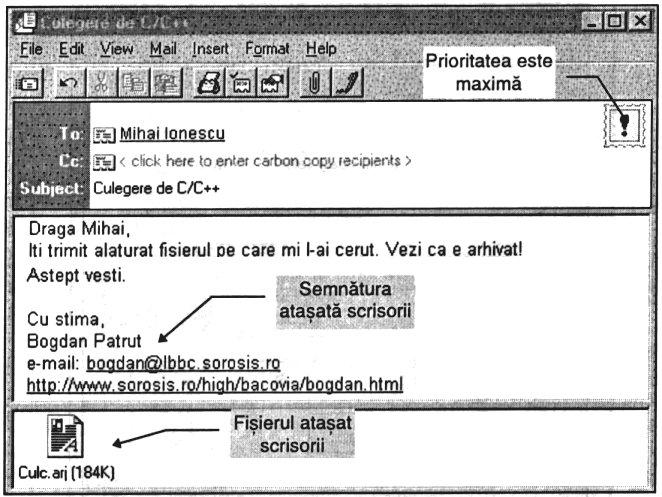 Culegere de C/C++
File Edit View Mail Insert Format Help
Prioritatea este
maximă
!
To: Mihai Ionescu
Cc: < click here to enter carbon copy recipients >
Subject: Culegere de C/C++
Draga Mihai,
Iti trimit alaturat fisierul pe care mi l-ai cerut. Vezi ca e arhivat!
Astept vesti.
Semnătura
atașată scrisorii
Cu stima,
Bogdan Patrut
e-mail: bogdan@lbbc.sorosis.ro
http://www.sorosis.ro/high/bacovia/bogdan.html
Fișierul atașat
scrisorii
Culc.arj (184K)